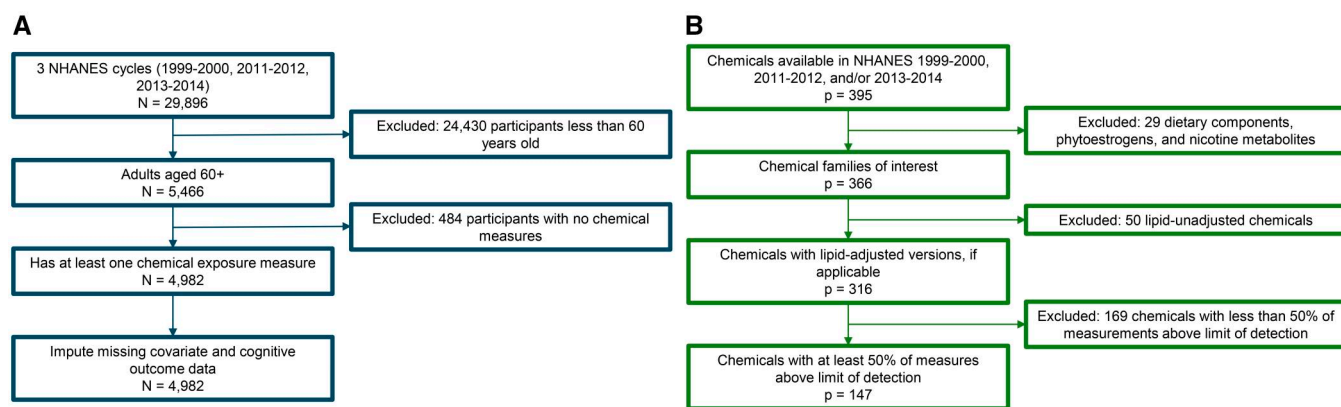 A
3 NHANES cycles (1999-2000, 2011-2012,
2013-2014)
N = 29,896
Excluded: 24,430 participants less than 60
years old
Adults aged 60+
N = 5,466
Excluded: 484 participants with no chemical
measures
Has at least one chemical exposure measure
N = 4,982
Impute missing covariate and cognitive
outcome data
N = 4,982
B
Chemicals available in NHANES 1999-2000,
2011-2012, and/or 2013-2014
p = 395
Excluded: 29 dietary components,
phytoestrogens, and nicotine metabolites
Chemical families of interest
p = 366
Excluded: 50 lipid-unadjusted chemicals
Chemicals with lipid-adjusted versions, if
applicable
p = 316
Excluded: 169 chemicals with less than 50% of
measurements above limit of detection
Chemicals with at least 50% of measures
above limit of detection
p = 147